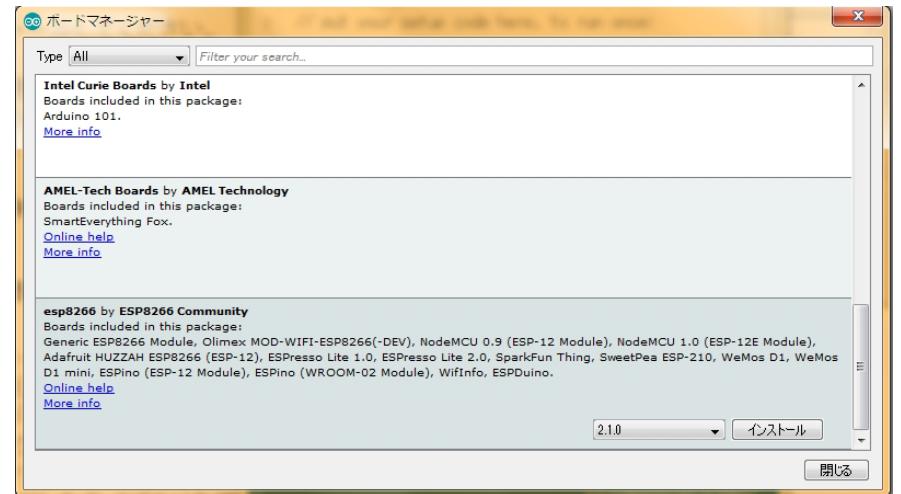 ボードマネージャー
Type All Filter your search...
Intel Curie Boards by Intel
Boards included in this package:
Arduino 101.
More info
AMEL-Tech Boards by AMEL Technology
Boards included in this package:
SmartEverything Fox.
Online help
More info
esp8266 by ESP8266 Community
Boards included in this package:
Generic ESP8266 Module, Olimex MOD-WIFI-ESP8266(-DEV), NodeMCU 0.9 (ESP-12 Module), NodeMCU 1.0 (ESP-12E Module),
Adafruit HUZZAH ESP8266 (ESP-12), ESPresso Lite 1.0, ESPresso Lite 2.0, SparkFun Thing, SweetPea ESP-210, WeMos D1, WeMos
D1 mini, ESPino (ESP-12 Module), ESPino (WROOM-02 Module), WifInfo, ESPDuino.
Online help
More info
2.1.0 インストール
閉じる